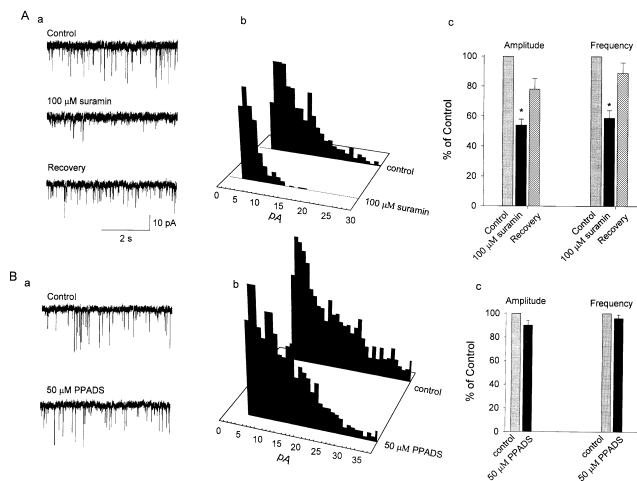 A
a
Control
100 µM suramin
Recovery
10 pA
2 s
b
control
100 µM suramin
0 5 10 15 20 25 30
pA
c
Amplitude Frequency
% of Control
100
80
60
40
20
0
*
*
Control
100 µM suramin
Recovery
Control
100 µM suramin
Recovery
B
a
Control
50 µM PPADS
b
control
50 µM PPADS
0 5 10 15 20 25 30 35
pA
c
Amplitude Frequency
% of Control
100
80
60
40
20
0
control
50 µM PPADS
control
50 µM PPADS